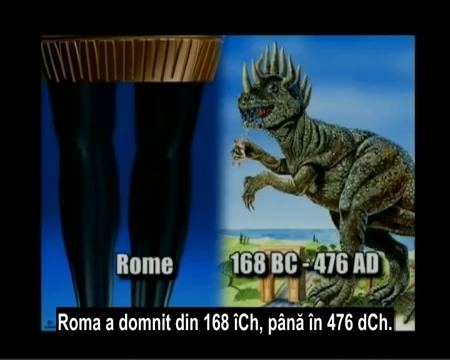 Rome
168 BC - 476 AD
Roma a domnit din 168 îCh, până în 476 dCh.